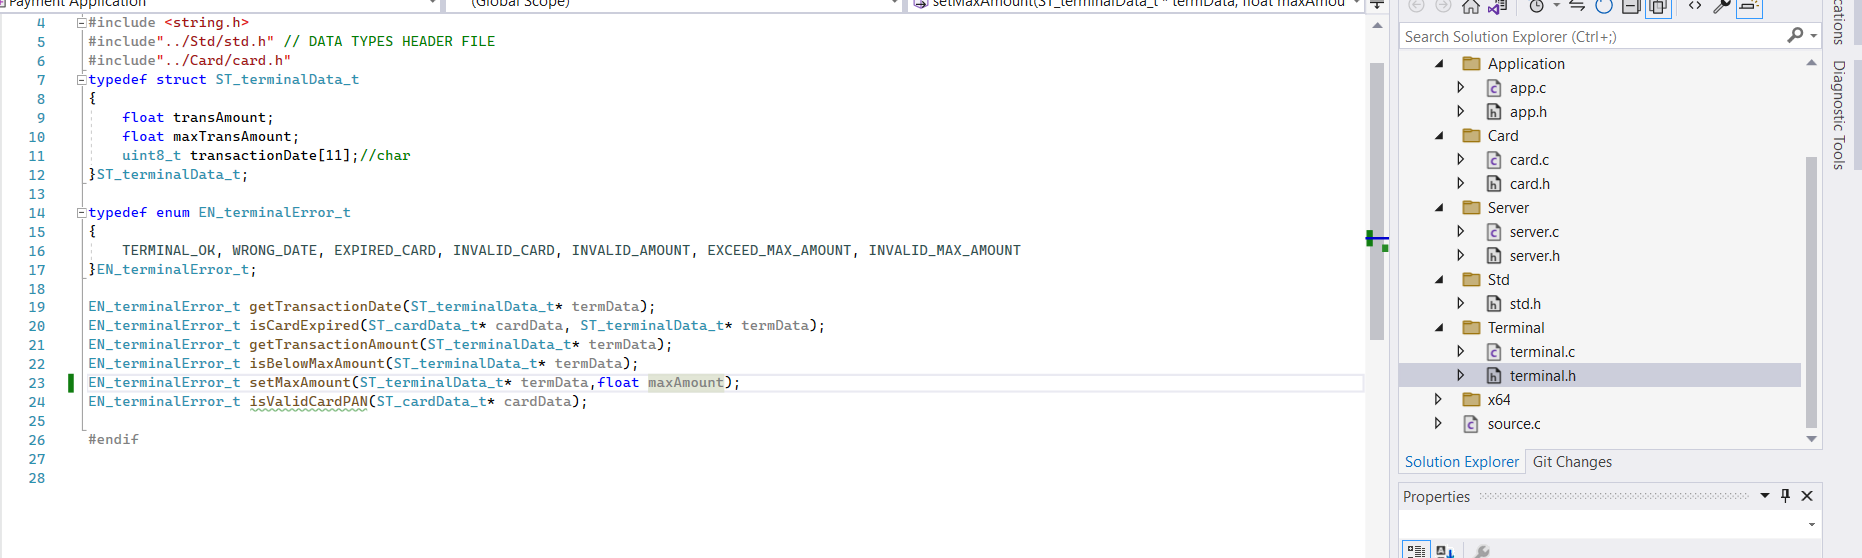 Payment Application
(Global Scope)
setMaxAmount(ST_terminalData_t * termData, float maxAmou
4 #include <string.h>
5 #include"../Std/std.h" // DATA TYPES HEADER FILE
6 #include"../Card/card.h"
7 typedef struct ST_terminalData_t
8 {
9 float transAmount;
10 float maxTransAmount;
11 uint8_t transactionDate[11];//char
12 }ST_terminalData_t;
13
14 typedef enum EN_terminalError_t
15 {
16 TERMINAL_OK, WRONG_DATE, EXPIRED_CARD, INVALID_CARD, INVALID_AMOUNT, EXCEED_MAX_AMOUNT, INVALID_MAX_AMOUNT
17 }EN_terminalError_t;
18
19 EN_terminalError_t getTransactionDate(ST_terminalData_t* termData);
20 EN_terminalError_t isCardExpired(ST_cardData_t* cardData, ST_terminalData_t* termData);
21 EN_terminalError_t getTransactionAmount(ST_terminalData_t* termData);
22 EN_terminalError_t isBelowMaxAmount(ST_terminalData_t* termData);
23 EN_terminalError_t setMaxAmount(ST_terminalData_t* termData,float maxAmount);
24 EN_terminalError_t isValidCardPAN(ST_cardData_t* cardData);
25
26 #endif
27
28
Search Solution Explorer (Ctrl+;)
Application
app.c
app.h
Card
card.c
card.h
Server
server.c
server.h
Std
std.h
Terminal
terminal.c
terminal.h
x64
source.c
Solution Explorer
Git Changes
Properties
cations
Diagnostic Tools